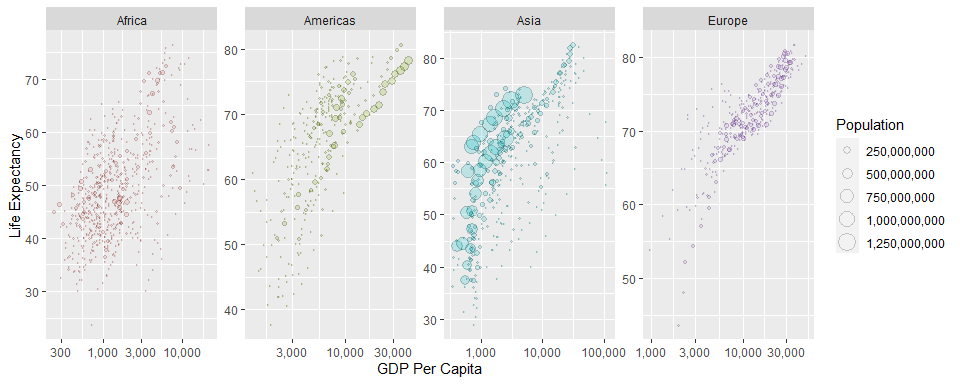 Africa
Americas
Asia
Europe
Life Expectancy
70
60
50
40
30
80
70
60
50
40
80
70
60
50
40
30
80
70
60
50
300 1,000 3,000 10,000
3,000 10,000 30,000
1,000 10,000 100,000
1,000 3,000 10,000 30,000
GDP Per Capita
Population
250,000,000
500,000,000
750,000,000
1,000,000,000
1,250,000,000